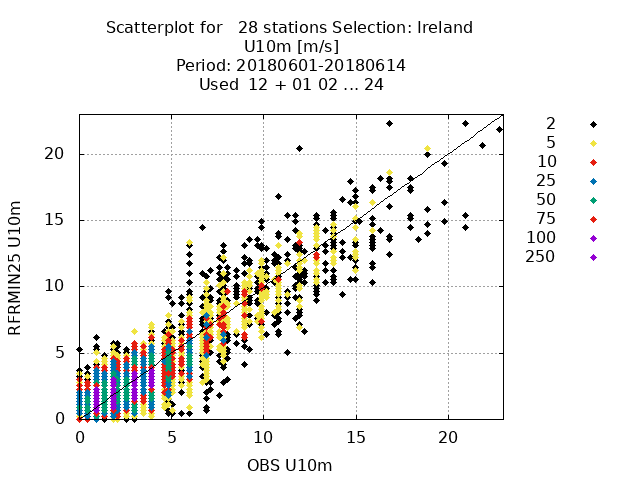 Scatterplot for   28 stations Selection: Ireland
U10m [m/s]
Period: 20180601-20180614
Used  12 + 01 02 ... 24
RFRMIN25 U10m
20
15
10
5
0
0 5 10 15 20
OBS U10m
2
5
10
25
50
75
100
250